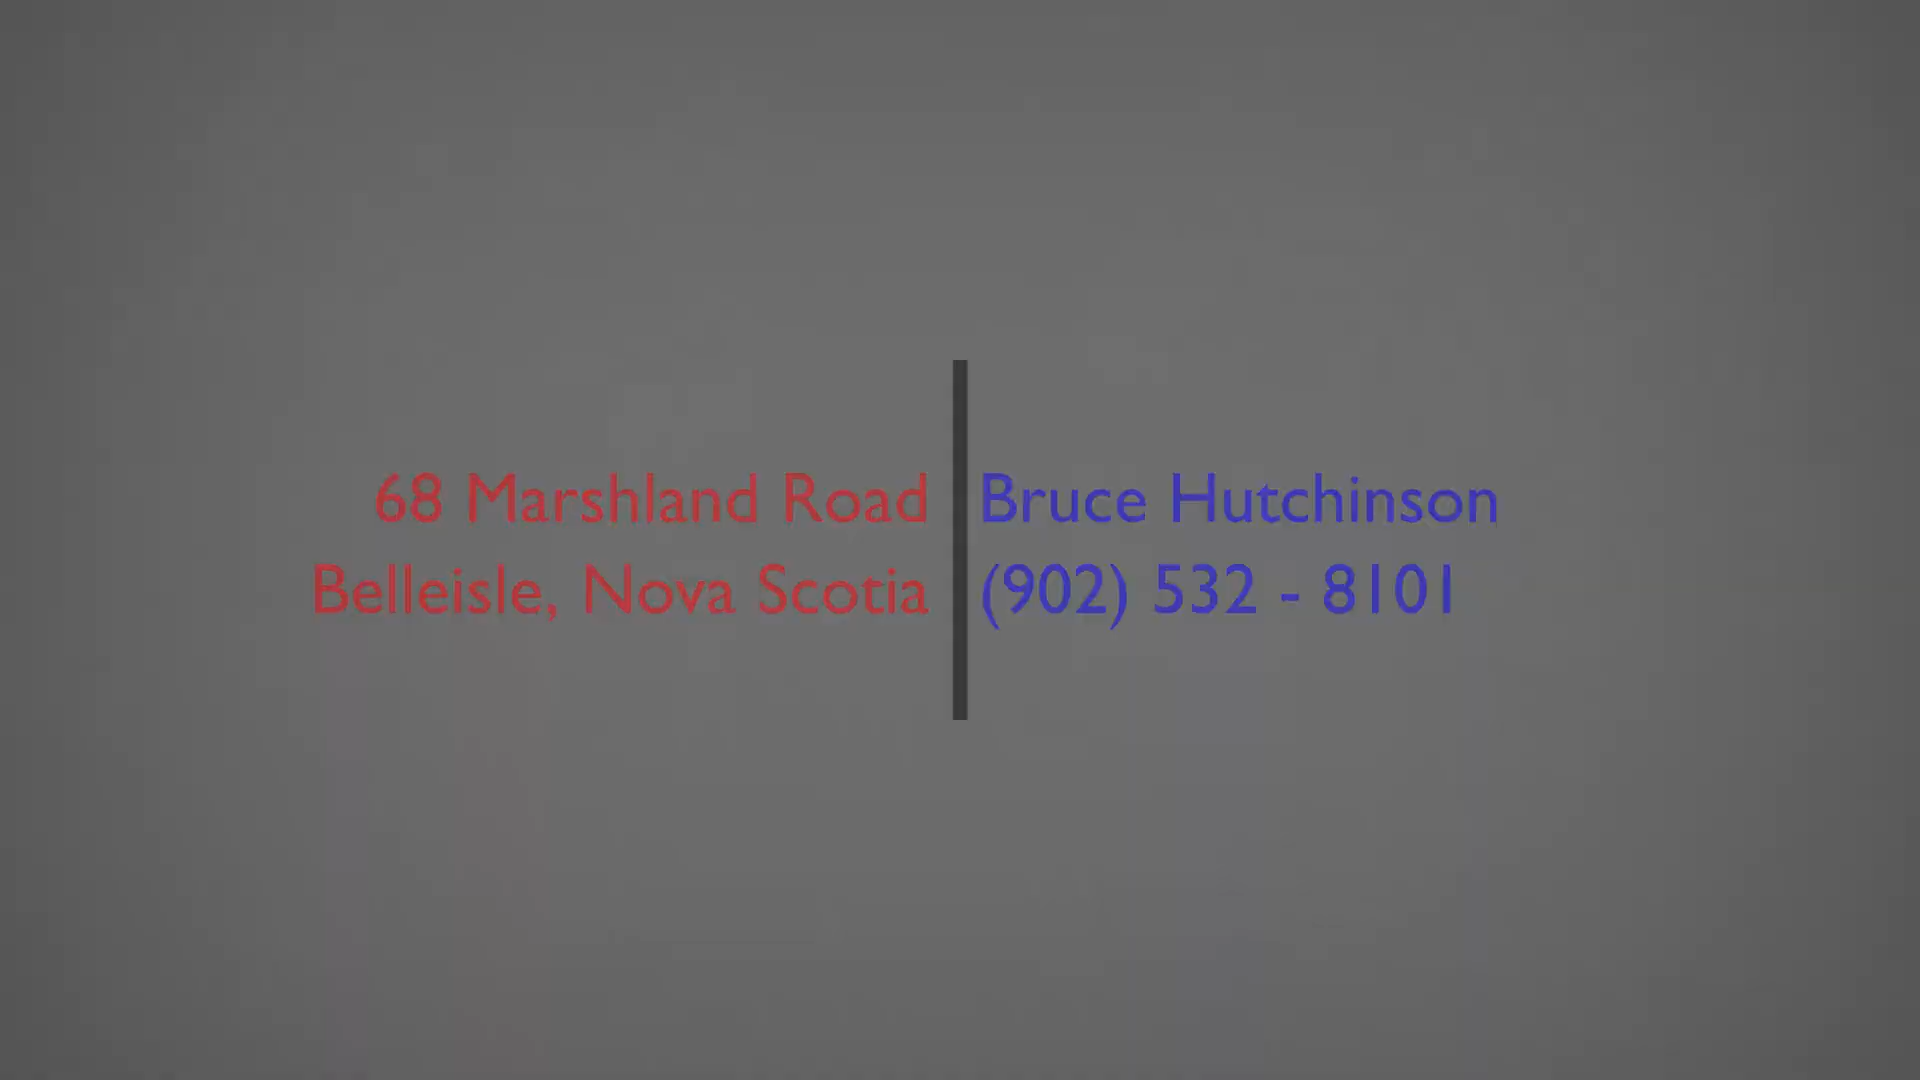 68 Marshland Road
Belleisle, Nova Scotia
Bruce Hutchinson
(902) 532 - 8101